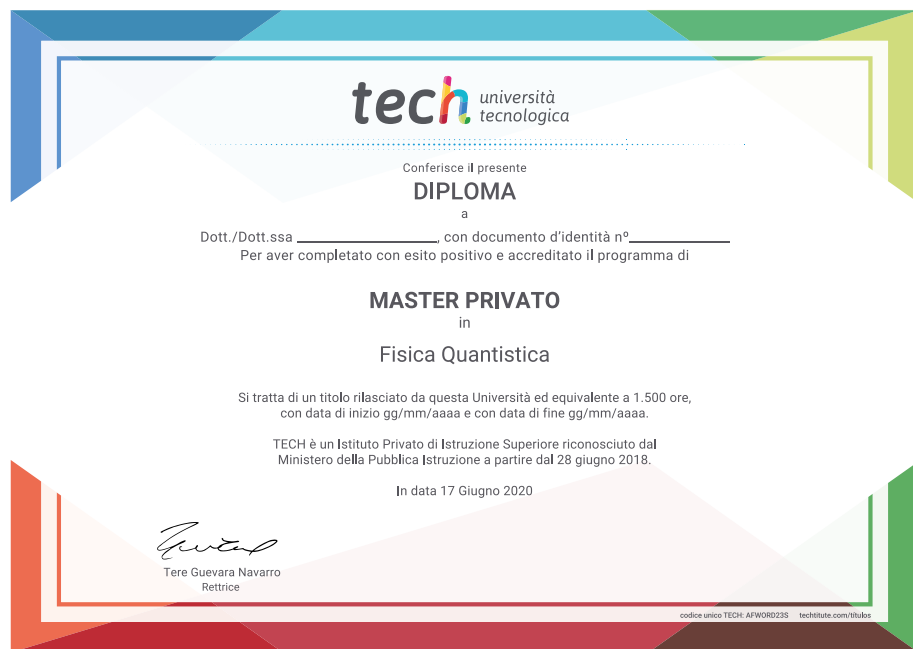 tech università
tecnologica
Conferisce il presente
DIPLOMA
a
Dott./Dott.ssa ________________, con documento d'identità nº____________
Per aver completato con esito positivo e accreditato il programma di
MASTER PRIVATO
in
Fisica Quantistica
Si tratta di un titolo rilasciato da questa Università ed equivalente a 1.500 ore,
con data di inizio gg/mm/aaaa e con data di fine gg/mm/aaaa.
TECH è un Istituto Privato di Istruzione Superiore riconosciuto dal
Ministero della Pubblica Istruzione a partire dal 28 giugno 2018.
In data 17 Giugno 2020
Tere Guevara Navarro
Rettrice
codice unico TECH: AFWORD23S techtitute.com/títulos